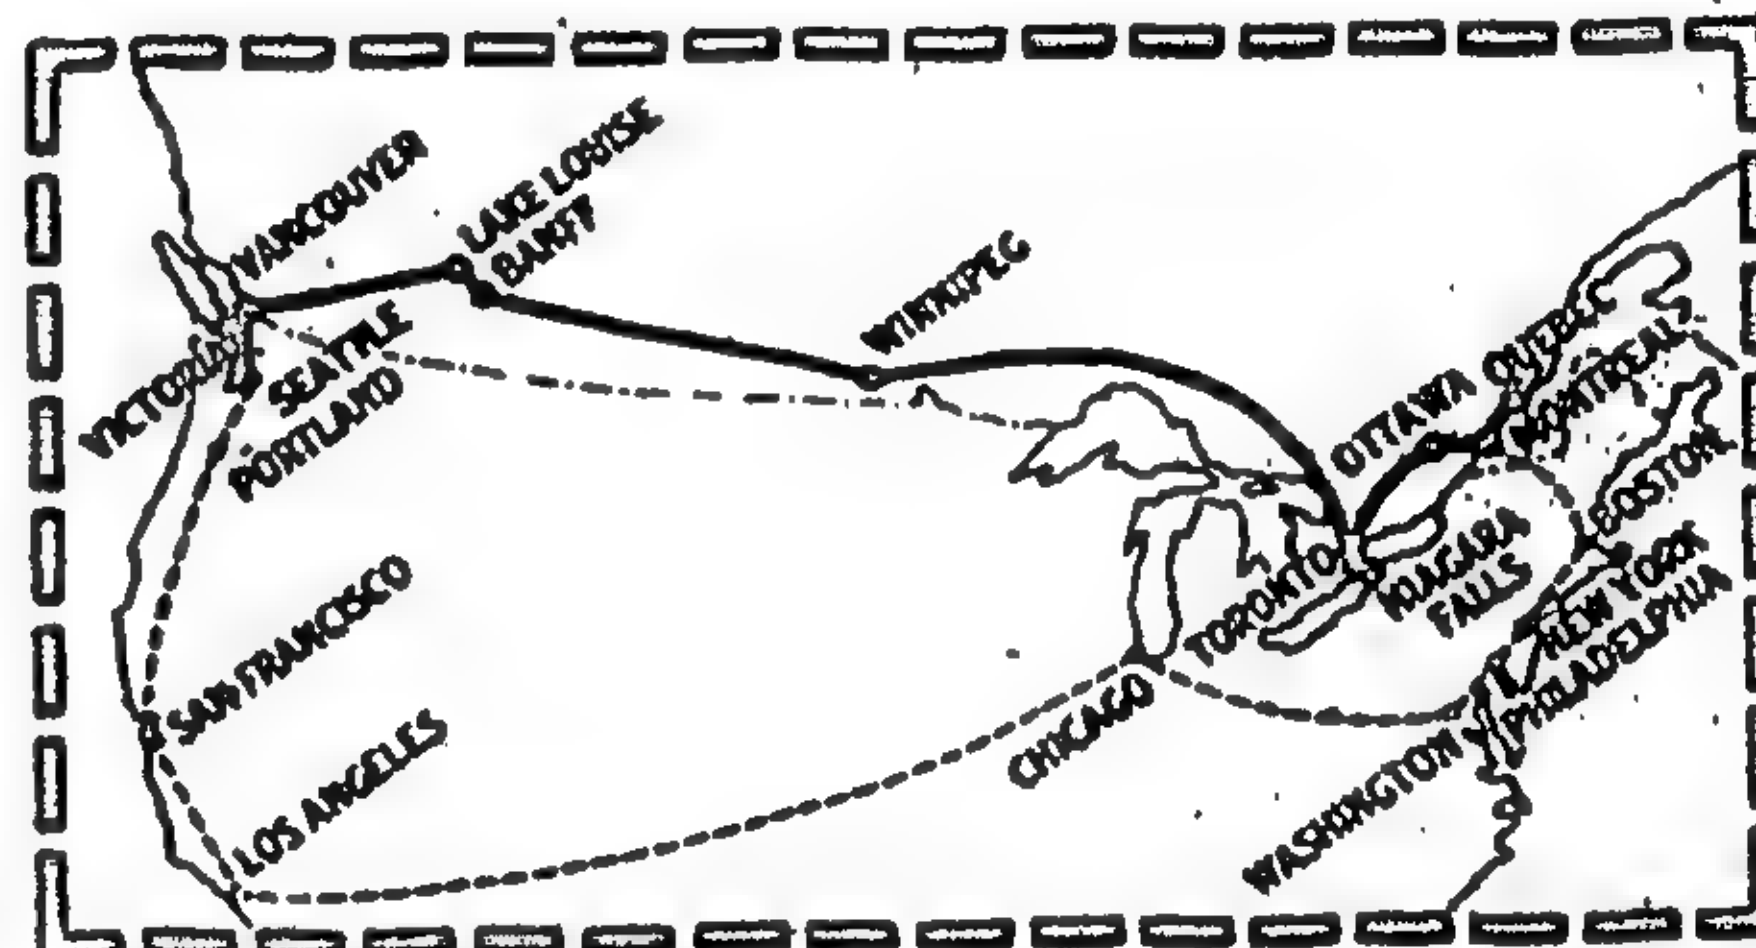 VANCOUVER
LAKE LOUISE
BANFF
WINNIPEG
VICTORIA
SEATTLE
PORTLAND
OTTAWA
QUEBEC
MONTREAL
BOSTON
SAN FRANCISCO
TORONTO
NIAGARA
FALLS
NEW YORK
PHILADELPHIA
LOS ANGELES
CHICAGO
WASHINGTON